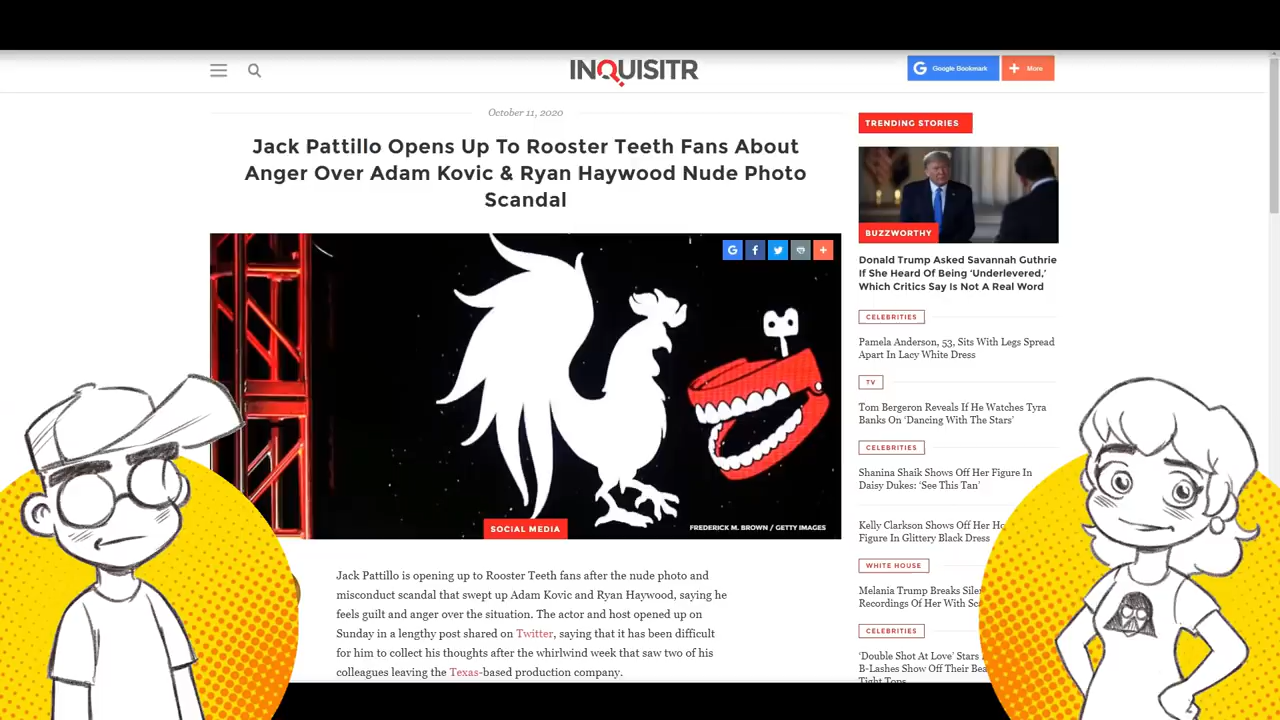 INQUISITR
Google Bookmark
More
October 11, 2020
Jack Pattillo Opens Up To Rooster Teeth Fans About
Anger Over Adam Kovic & Ryan Haywood Nude Photo
Scandal
SOCIAL MEDIA
FREDERICK M. BROWN / GETTY IMAGES
Jack Pattillo is opening up to Rooster Teeth fans after the nude photo and
misconduct scandal that swept up Adam Kovic and Ryan Haywood, saying he
feels guilt and anger over the situation. The actor and host opened up on
Sunday in a lengthy post shared on Twitter, saying that it has been difficult
for him to collect his thoughts after the whirlwind week that saw two of his
colleagues leaving the Texas-based production company.
TRENDING STORIES
BUZZWORTHY
Donald Trump Asked Savannah Guthrie
If She Heard Of Being ‘Underlevered,’
Which Critics Say Is Not A Real Word
CELEBRITIES
Pamela Anderson, 53, Sits With Legs Spread
Apart In Lacy White Dress
TV
Tom Bergeron Reveals If He Watches Tyra
Banks On ‘Dancing With The Stars’
CELEBRITIES
Shanina Shaik Shows Off Her Figure In
Daisy Dukes: ‘See This Tan’
Kelly Clarkson Shows Off Her
Figure In Glittery Black Dress
WHITE HOUSE
Melania Trump Breaks
Recordings Of Her With
CELEBRITIES
‘Double Shot At Love’ Stars
B-Lashes Show Off Their
Tight Tops